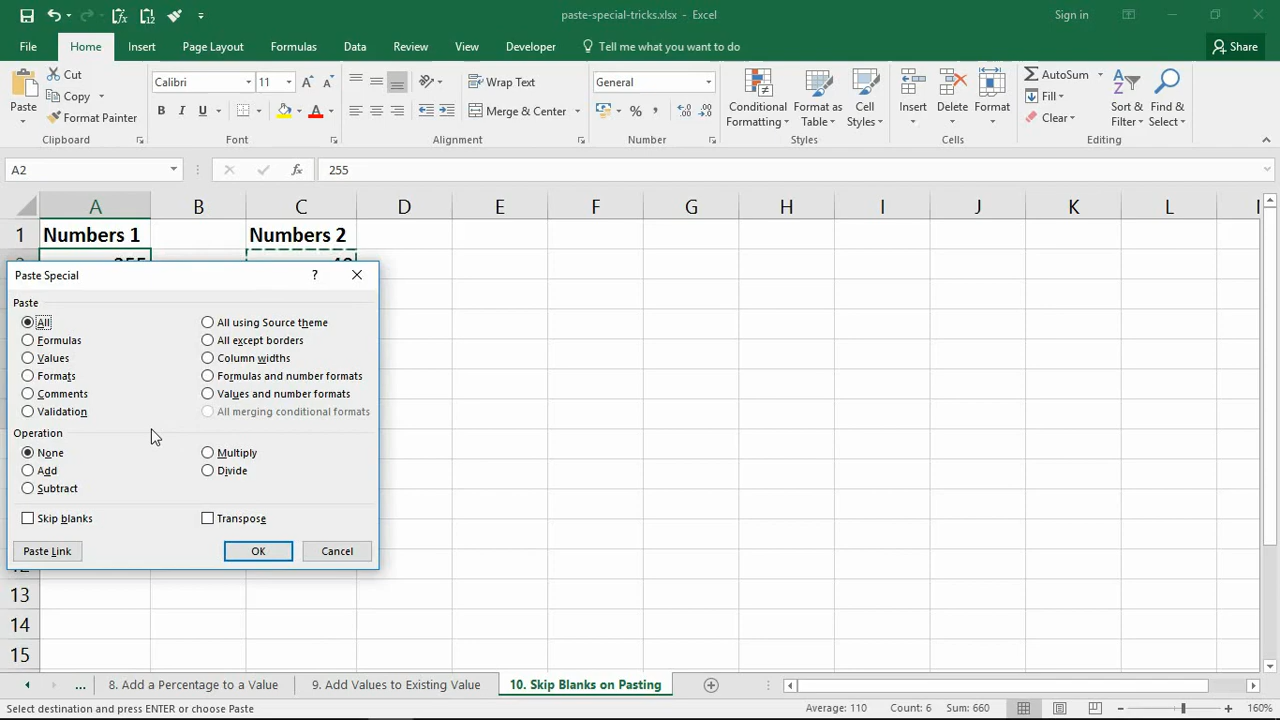 paste-special-tricks.xlsx - Excel
Sign in
File
Home
Insert
Page Layout
Formulas
Data
Review
View
Developer
Tell me what you want to do
Share
Paste
Cut
Copy
Format Painter
Clipboard
Calibri
11
B I U
Font
Wrap Text
Merge & Center
Alignment
General
% ,
Number
Conditional
Formatting
Format as
Table
Cell
Styles
Styles
Insert
Delete
Format
Cells
AutoSum
Fill
Clear
Sort &
Filter
Find &
Select
Editing
A2
fx
255
A B C D E F G H I J K L
1
Numbers 1
Numbers 2
Paste Special
?
Paste
All
All using Source theme
Formulas
All except borders
Values
Column widths
Formats
Formulas and number formats
Comments
Values and number formats
Validation
All merging conditional formats
Operation
None
Multiply
Add
Divide
Subtract
Skip blanks
Transpose
Paste Link
OK
Cancel
13
14
15
...
8. Add a Percentage to a Value
9. Add Values to Existing Value
10. Skip Blanks on Pasting
Select destination and press ENTER or choose Paste
Average: 110
Count: 6
Sum: 660
160%